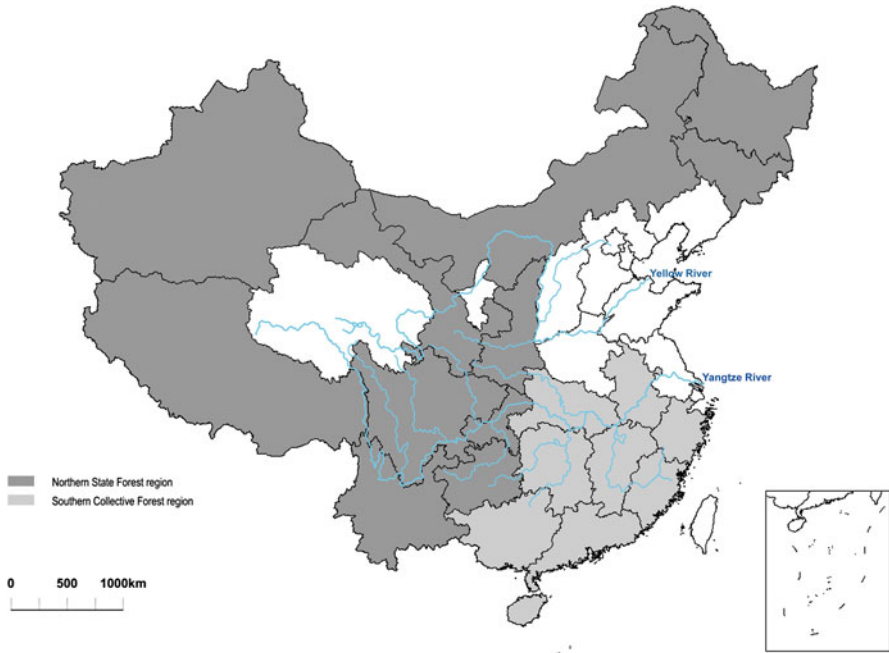 Yellow River
Yangtze River
Northern State Forest region
Southern Collective Forest region
0 500 1000km